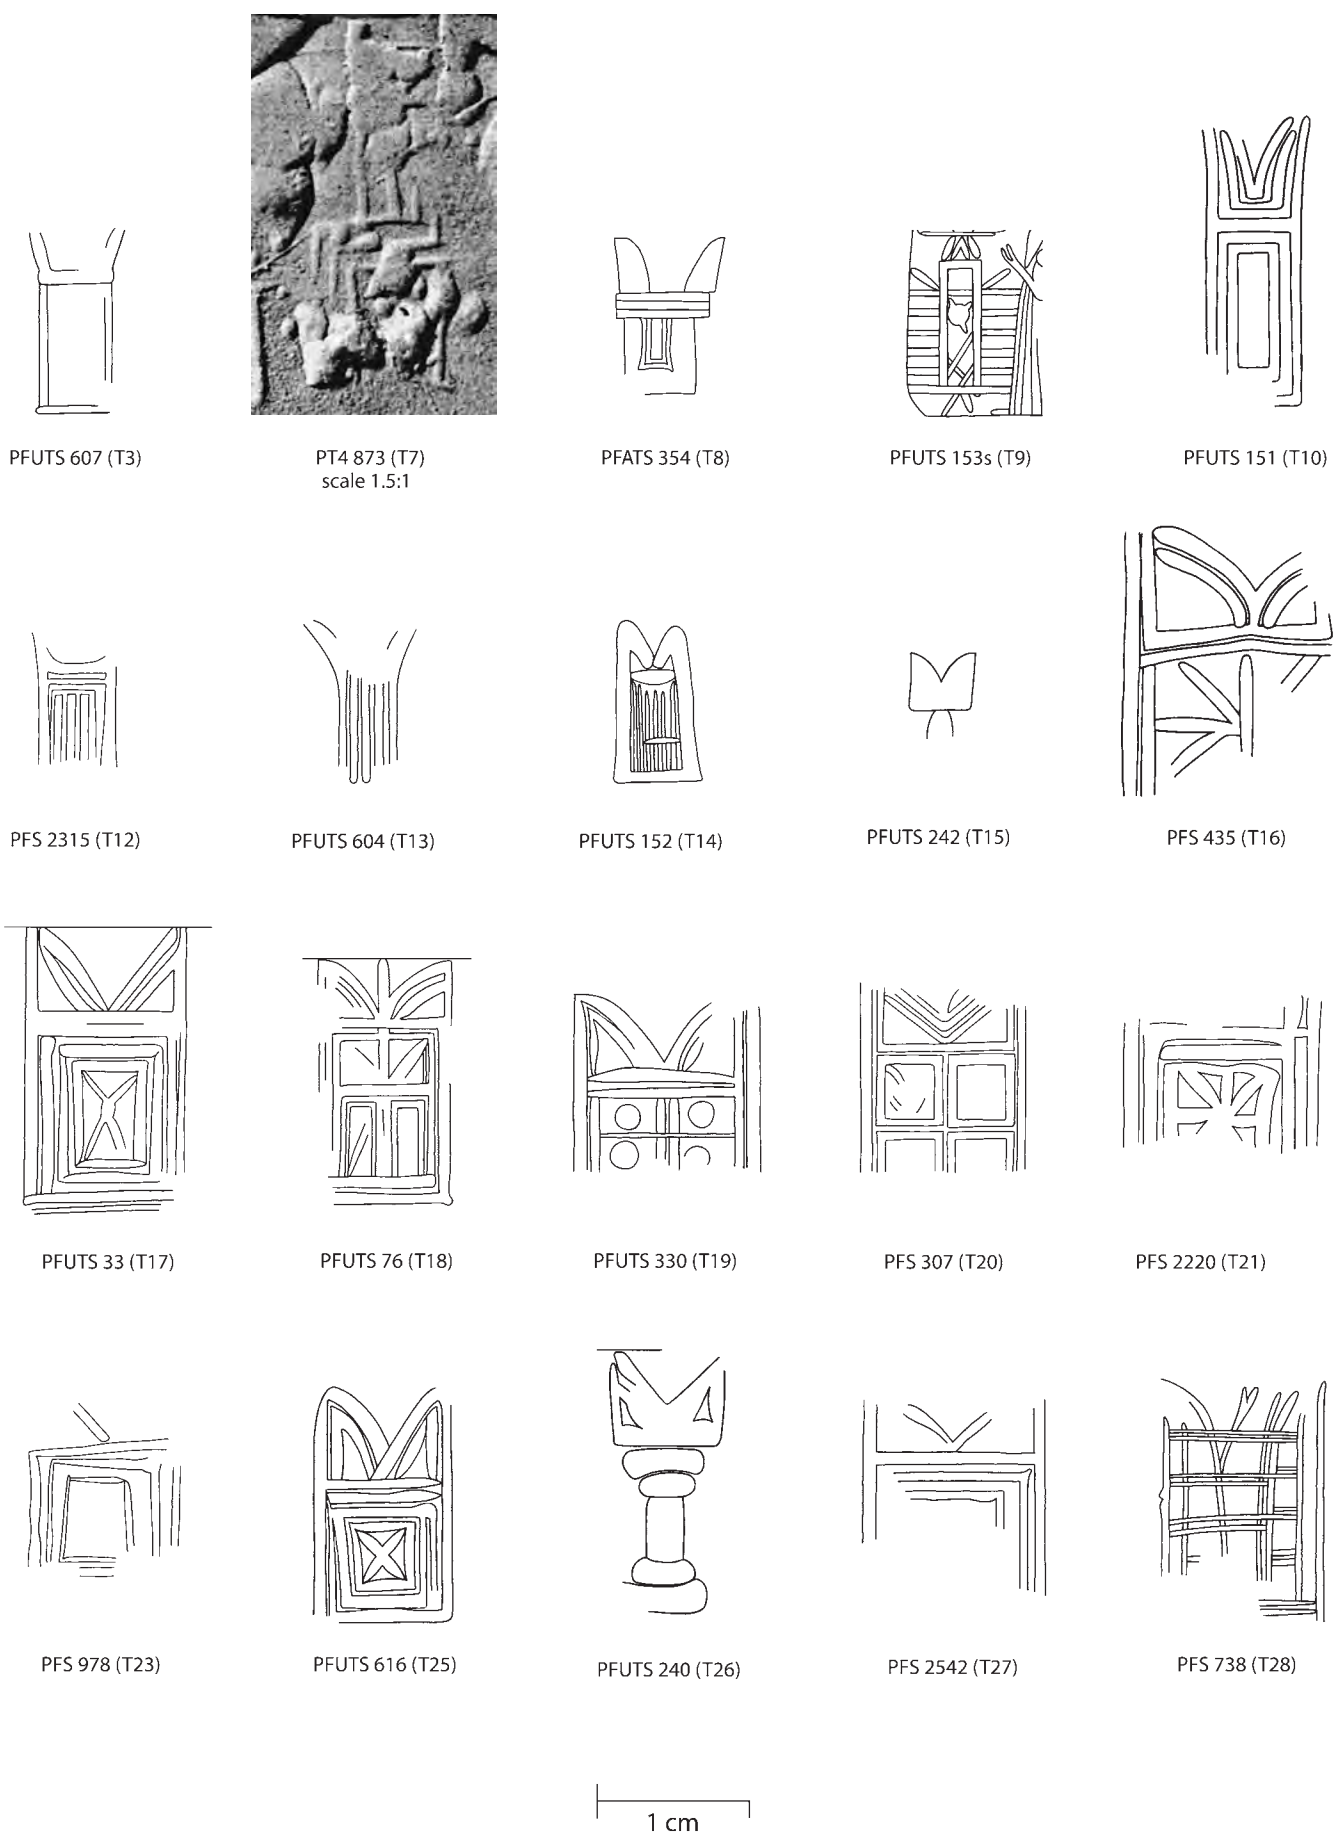 PFUTS 607 (T3)
PT4 873 (T7)
scale 1.5:1
PFATS 354 (T8)
PFUTS 153s (T9)
PFUTS 151 (T10)
PFS 2315 (T12)
PFUTS 604 (T13)
PFUTS 152 (T14)
PFUTS 242 (T15)
PFS 435 (T16)
PFUTS 33 (T17)
PFUTS 76 (T18)
PFUTS 330 (T19)
PFS 307 (T20)
PFS 2220 (T21)
PFS 978 (T23)
PFUTS 616 (T25)
PFUTS 240 (T26)
PFS 2542 (T27)
PFS 738 (T28)
1 cm